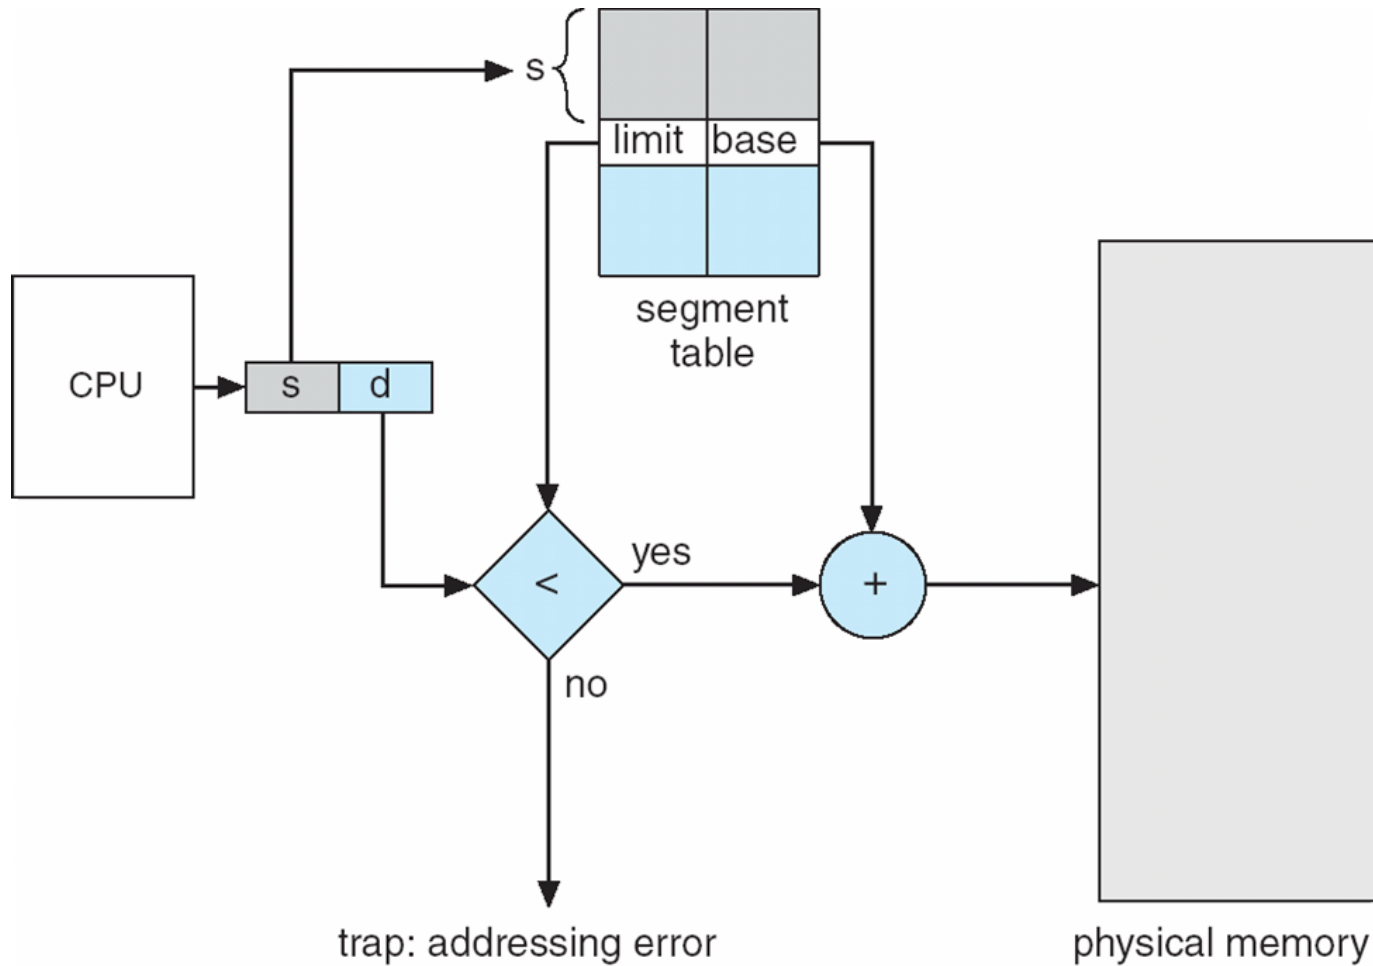 s
limit base
segment
table
CPU
s d
yes
<
+
no
trap: addressing error
physical memory